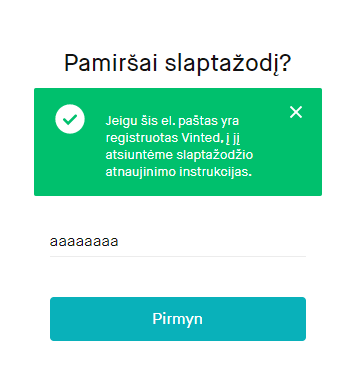 Pamiršai slaptažodį?
Jeigu šis el. paštas yra
registruotas Vinted, į jį
atsiuntėme slaptažodžio
atnaujinimo instrukcijas.
aaaaaaaa
Pirmyn